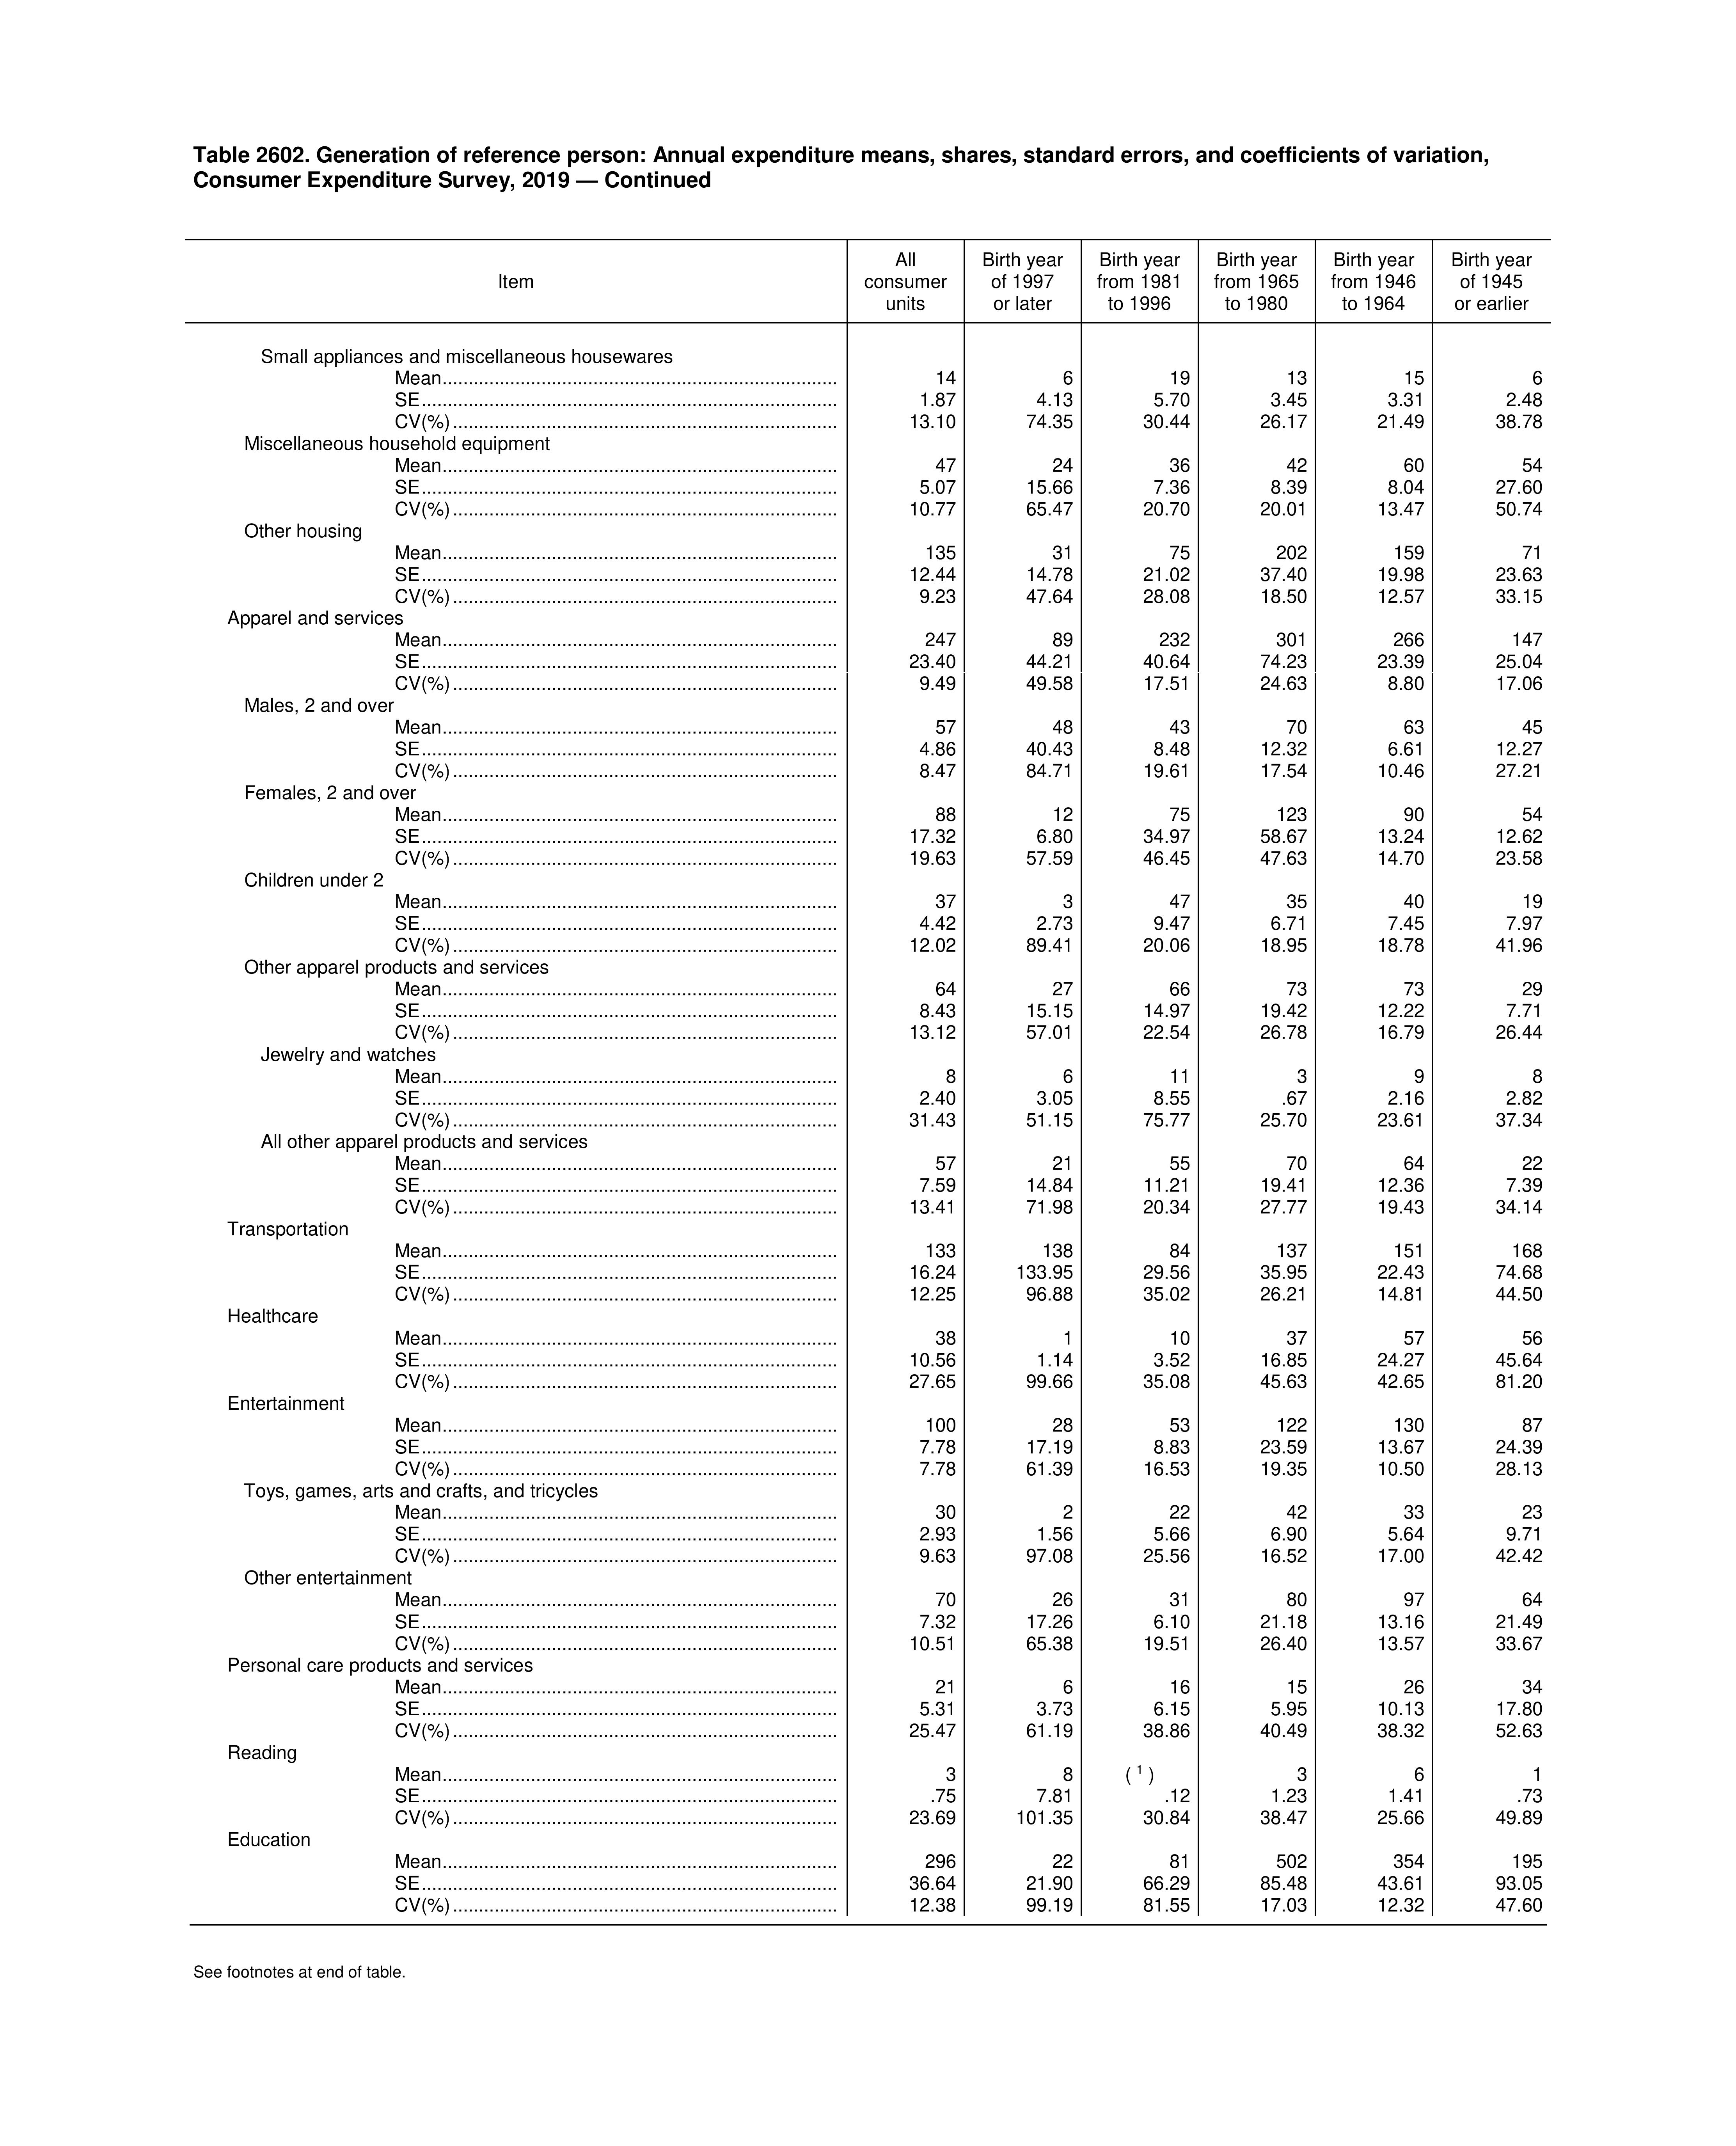 Table 2602. Generation of reference person: Annual expenditure means, shares, standard errors, and coefficients of variation,
Consumer Expenditure Survey, 2019 — Continued
Item
All consumer units
Birth year of 1997 or later
Birth year from 1981 to 1996
Birth year from 1965 to 1980
Birth year from 1946 to 1964
Birth year of 1945 or earlier
Small appliances and miscellaneous housewares
Mean 14 6 19 13 15 6
SE 1.87 4.13 5.70 3.45 3.31 2.48
CV(%) 13.10 74.35 30.44 26.17 21.49 38.78
Miscellaneous household equipment
Mean 47 24 36 42 60 54
SE 5.07 15.66 7.36 8.39 8.04 27.60
CV(%) 10.77 65.47 20.70 20.01 13.47 50.74
Other housing
Mean 135 31 75 202 159 71
SE 12.44 14.78 21.02 37.40 19.98 23.63
CV(%) 9.23 47.64 28.08 18.50 12.57 33.15
Apparel and services
Mean 247 89 232 301 266 147
SE 23.40 44.21 40.64 74.23 23.39 25.04
CV(%) 9.49 49.58 17.51 24.63 8.80 17.06
Males, 2 and over
Mean 57 48 43 70 63 45
SE 4.86 40.43 8.48 12.32 6.61 12.27
CV(%) 8.47 84.71 19.61 17.54 10.46 27.21
Females, 2 and over
Mean 88 12 75 123 90 54
SE 17.32 6.80 34.97 58.67 13.24 12.62
CV(%) 19.63 57.59 46.45 47.63 14.70 23.58
Children under 2
Mean 37 3 47 35 40 19
SE 4.42 2.73 9.47 6.71 7.45 7.97
CV(%) 12.02 89.41 20.06 18.95 18.78 41.96
Other apparel products and services
Mean 64 27 66 73 73 29
SE 8.43 15.15 14.97 19.42 12.22 7.71
CV(%) 13.12 57.01 22.54 26.78 16.79 26.44
Jewelry and watches
Mean 8 6 11 3 9 8
SE 2.40 3.05 8.55 .67 2.16 2.82
CV(%) 31.43 51.15 75.77 25.70 23.61 37.34
All other apparel products and services
Mean 57 21 55 70 64 22
SE 7.59 14.84 11.21 19.41 12.36 7.39
CV(%) 13.41 71.98 20.34 27.77 19.43 34.14
Transportation
Mean 133 138 84 137 151 168
SE 16.24 133.95 29.56 35.95 22.43 74.68
CV(%) 12.25 96.88 35.02 26.21 14.81 44.50
Healthcare
Mean 38 1 10 37 57 56
SE 10.56 1.14 3.52 16.85 24.27 45.64
CV(%) 27.65 99.66 35.08 45.63 42.65 81.20
Entertainment
Mean 100 28 53 122 130 87
SE 7.78 17.19 8.83 23.59 13.67 24.39
CV(%) 7.78 61.39 16.53 19.35 10.50 28.13
Toys, games, arts and crafts, and tricycles
Mean 30 2 22 42 33 23
SE 2.93 1.56 5.66 6.90 5.64 9.71
CV(%) 9.63 97.08 25.56 16.52 17.00 42.42
Other entertainment
Mean 70 26 31 80 97 64
SE 7.32 17.26 6.10 21.18 13.16 21.49
CV(%) 10.51 65.38 19.51 26.40 13.57 33.67
Personal care products and services
Mean 21 6 16 15 26 34
SE 5.31 3.73 6.15 5.95 10.13 17.80
CV(%) 25.47 61.19 38.86 40.49 38.32 52.63
Reading
Mean 3 8 ( 1 ) 3 6 1
SE .75 7.81 .12 1.23 1.41 .73
CV(%) 23.69 101.35 30.84 38.47 25.66 49.89
Education
Mean 296 22 81 502 354 195
SE 36.64 21.90 66.29 85.48 43.61 93.05
CV(%) 12.38 99.19 81.55 17.03 12.32 47.60
See footnotes at end of table.